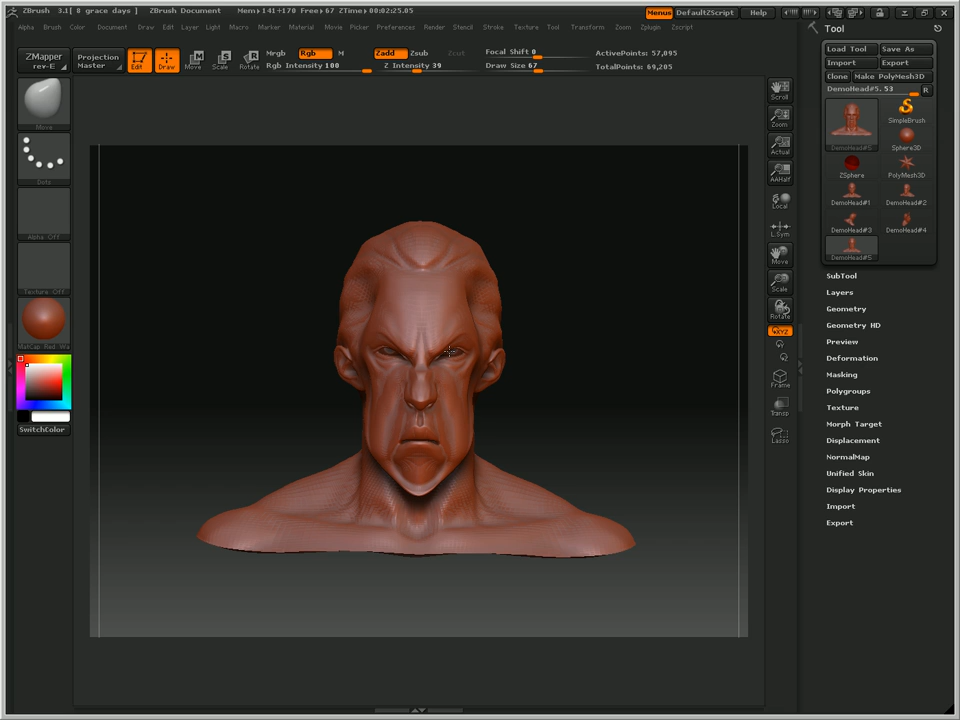 ZBrush 3.1[ 8 grace days ] ZBrush Document Mem▸141+170 Free▸67 ZTime▸00:02:25.05 Menus DefaultZScript Help
Alpha Brush Color Document Draw Edit Layer Light Macro Marker Material Movie Picker Preferences Render Stencil Stroke Texture Tool Transform Zoom Zplugin Zscript
ZMapper
rev-E
Projection
Master
Edit
Draw
Move
Scale
Rotate
Mrgb Rgb M
Rgb Intensity 100
Zadd Zsub Zcut
Z Intensity 39
Focal Shift 0
Draw Size 67
ActivePoints: 57,095
TotalPoints: 69,205
Move
Dots
Alpha Off
Texture Off
MatCap Red Wa
SwitchColor
Scroll
Zoom
Actual
AAHalf
Local
L.Sym
Move
Scale
Rotate
XYZ
Frame
Transp
Lasso
Tool
Load Tool Save As
Import Export
Clone Make PolyMesh3D
DemoHead#5. 53 R
DemoHead#5
SimpleBrush
Sphere3D
ZSphere PolyMesh3D
DemoHead#1 DemoHead#2
DemoHead#3 DemoHead#4
DemoHead#5
SubTool
Layers
Geometry
Geometry HD
Preview
Deformation
Masking
Polygroups
Texture
Morph Target
Displacement
NormalMap
Unified Skin
Display Properties
Import
Export